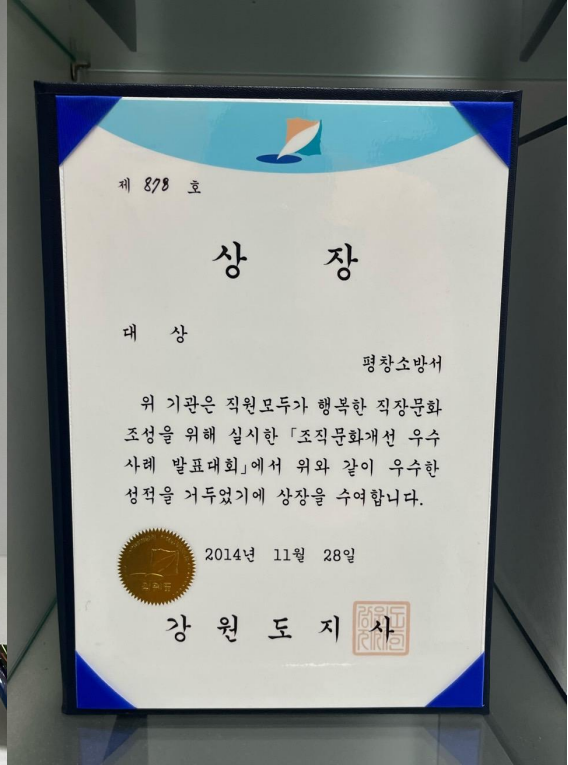 제 878 호
상 장
대 상
평창소방서
위 기관은 직원모두가 행복한 직장문화
조성을 위해 실시한 「조직문화개선 우수
사례 발표대회」에서 위와 같이 우수한
성적을 거두었기에 상장을 수여합니다.
2014년 11월 28일
강 원 도 지 사